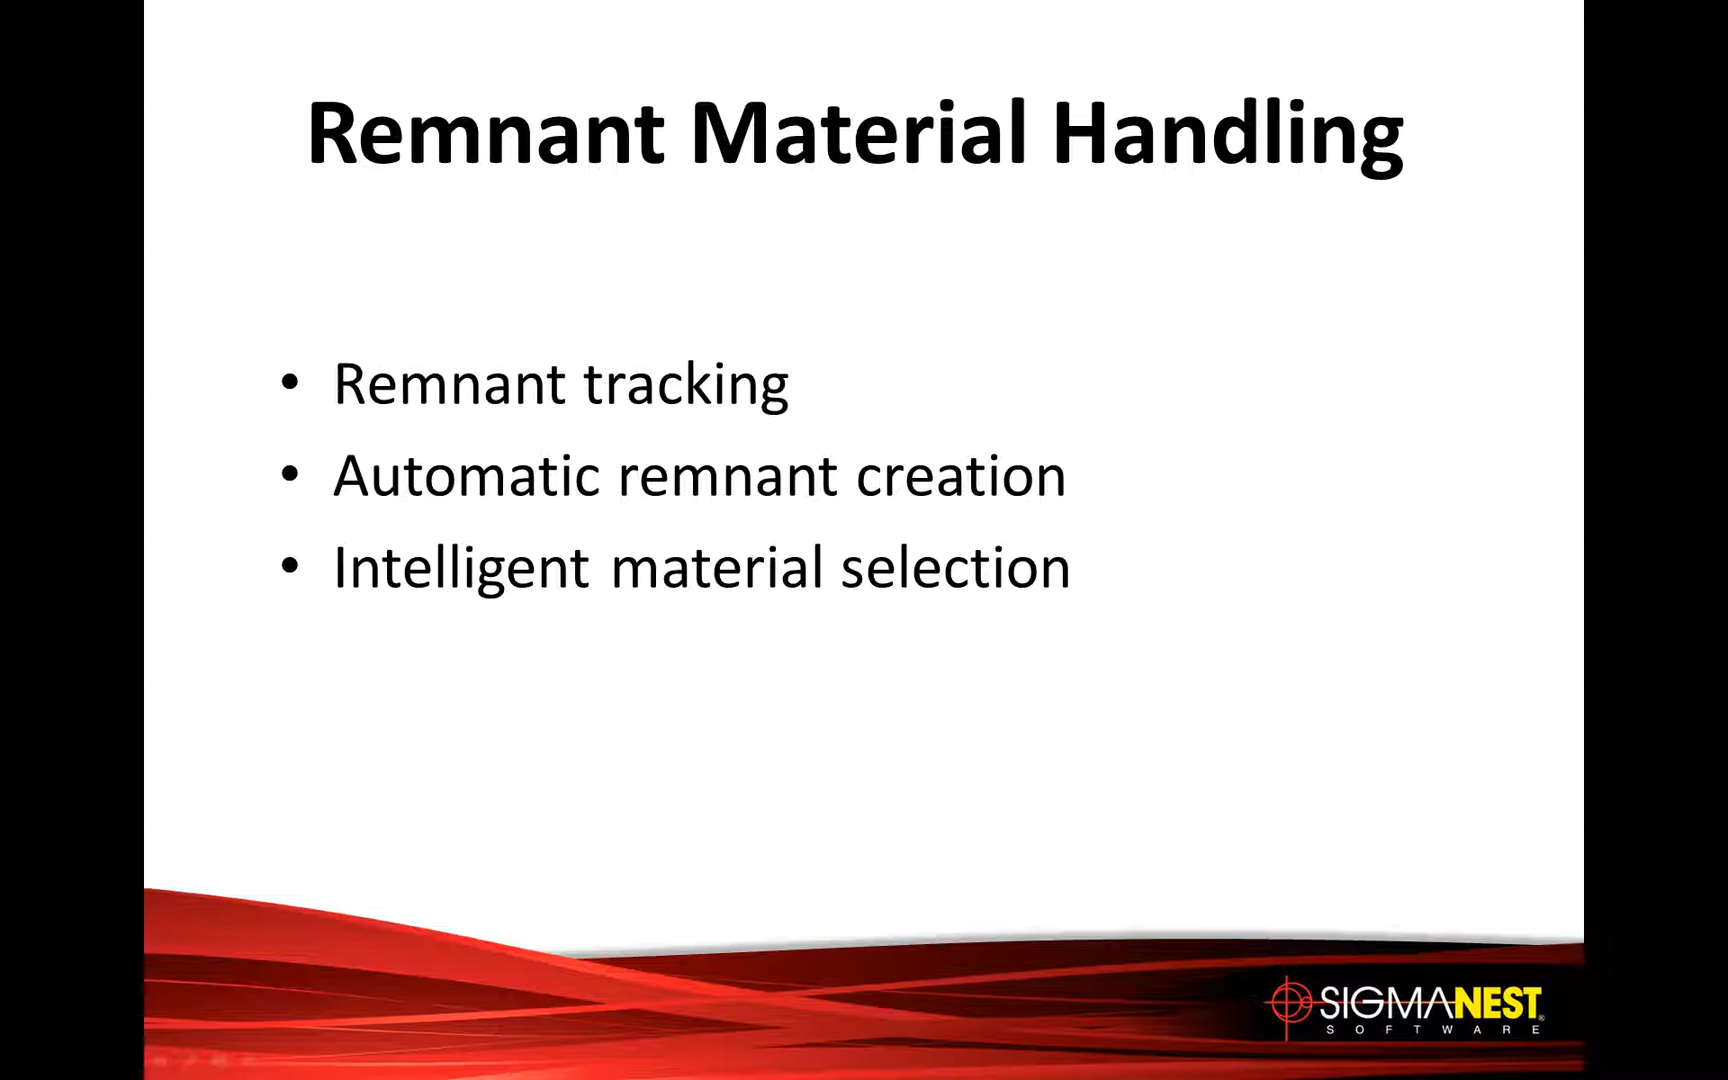 Remnant Material Handling
• Remnant tracking
• Automatic remnant creation
• Intelligent material selection
SIGMANEST®
SOFTWARE